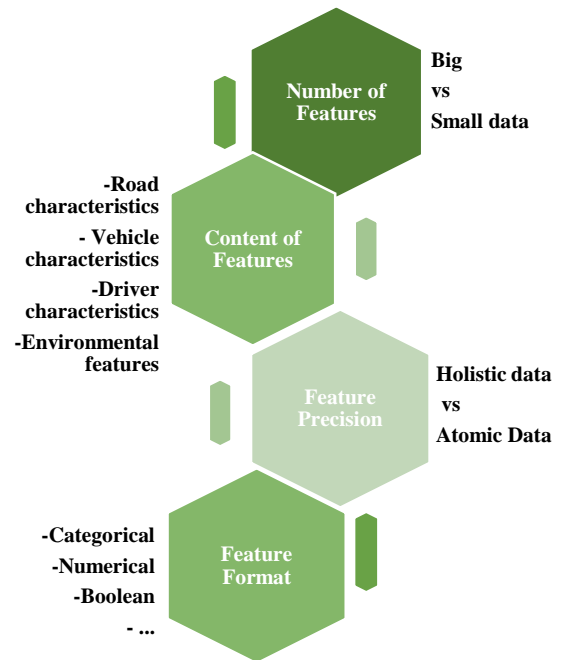 Number of
Features
Big
vs
Small data
-Road
characteristics
- Vehicle
characteristics
-Driver
characteristics
-Environmental
features
Content of
Features
Feature
Precision
Holistic data
vs
Atomic Data
-Categorical
-Numerical
-Boolean
- ...
Feature
Format